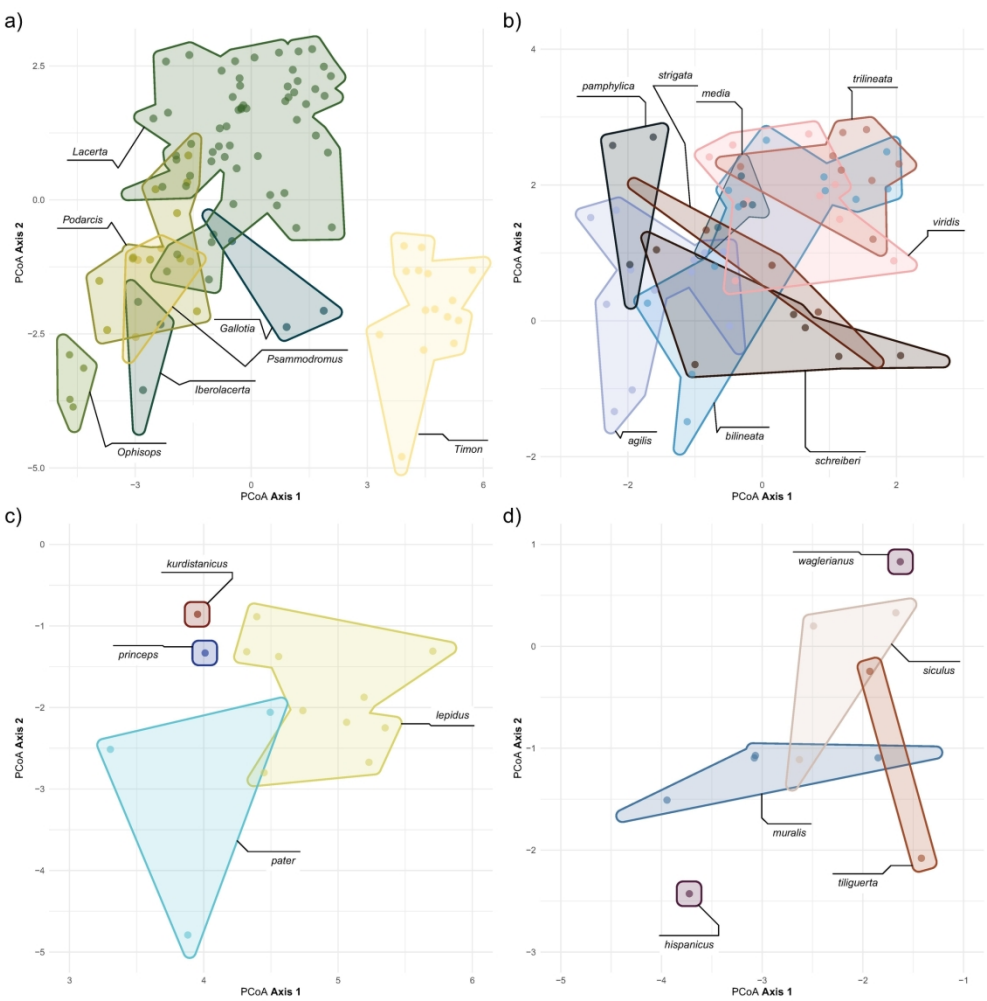 a)
2.5
0.0
−2.5
−5.0
PCoA Axis 2
Lacerta
Podarcis
Gallotia
Psammodromus
Iberolacerta
Ophisops
Timon
−3
0
3
6
PCoA Axis 1
b)
4
2
0
−2
PCoA Axis 2
pamphylica
strigata
media
trilineata
viridis
agilis
bilineata
schreiberi
−2
0
2
PCoA Axis 1
c)
0
−1
−2
−3
−4
−5
PCoA Axis 2
kurdistanicus
princeps
lepidus
pater
3
4
5
6
PCoA Axis 1
d)
1
0
−1
−2
−3
PCoA Axis 2
waglerianus
siculus
muralis
tiliguerta
hispanicus
−5
−4
−3
−2
−1
PCoA Axis 1